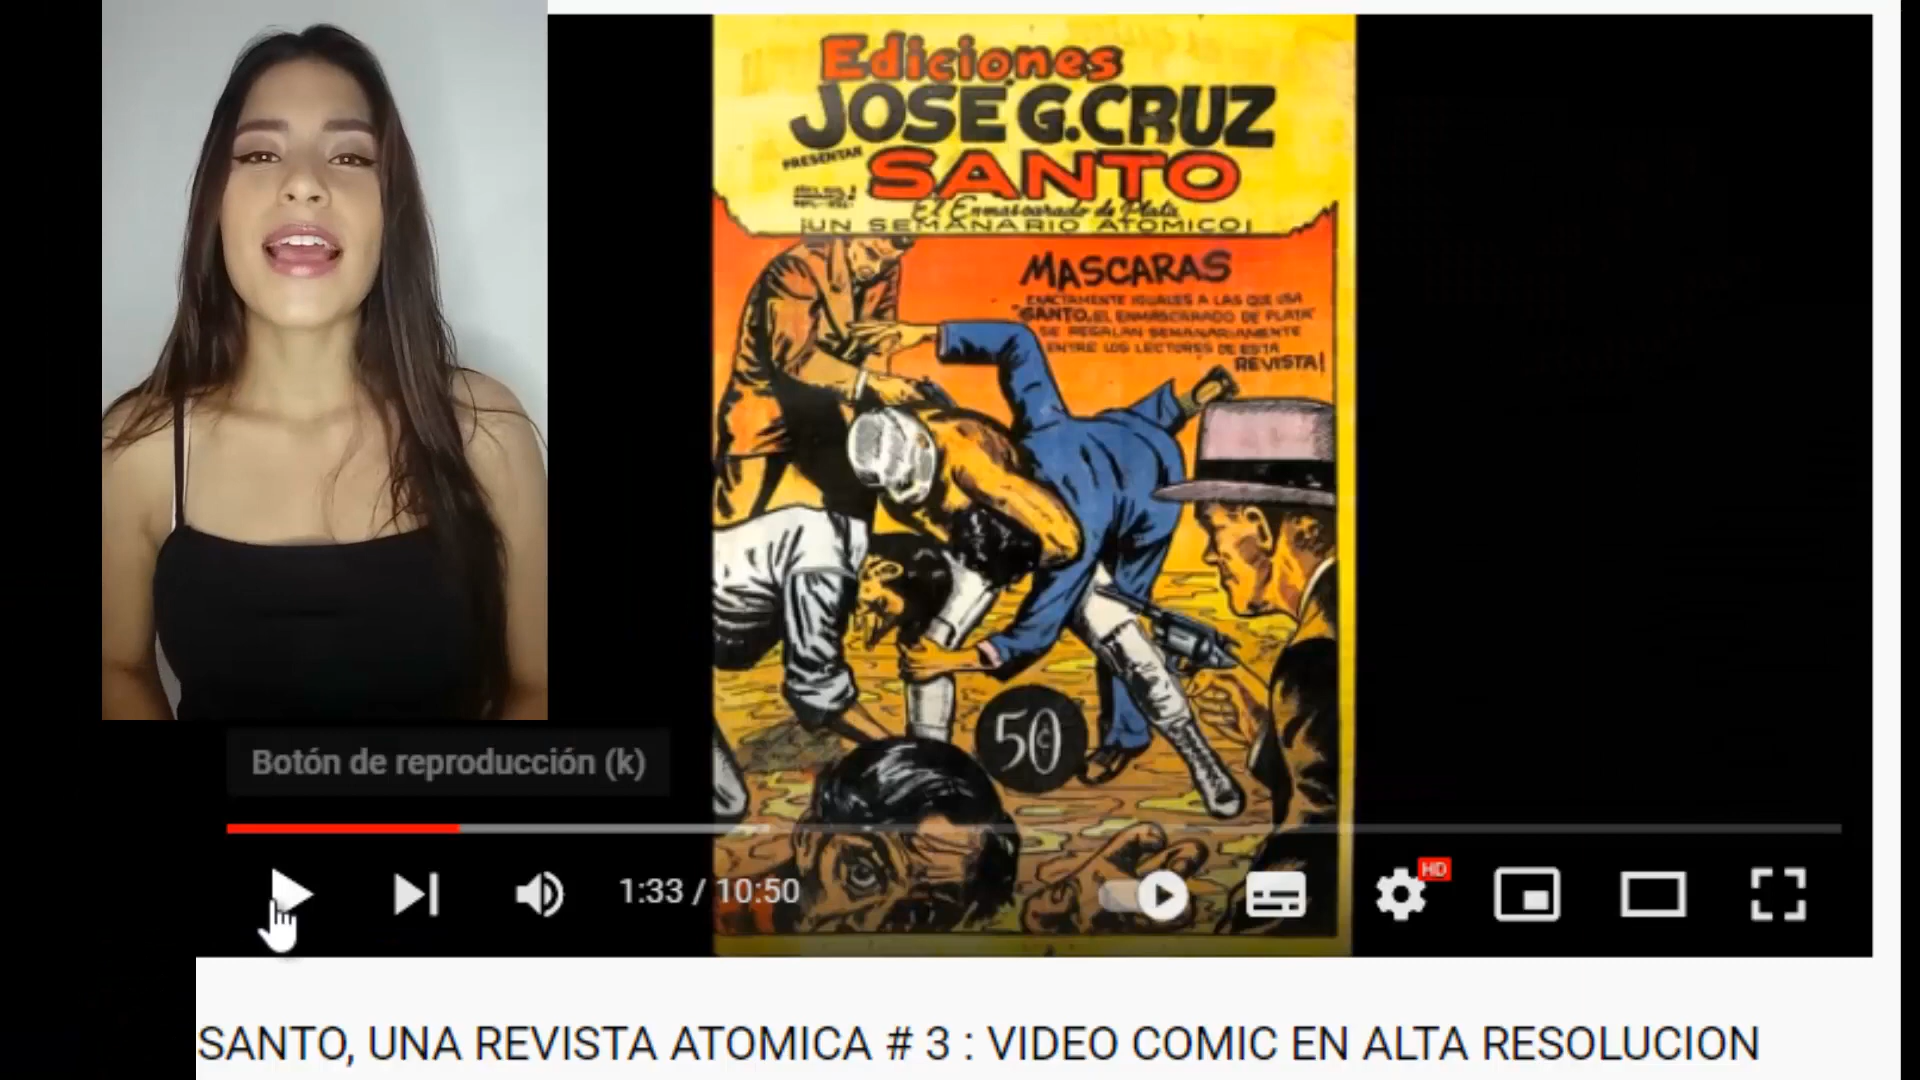 Ediciones
JOSE G. CRUZ
PRESENTAN
SANTO
El Enmascarado de Plata
¡UN SEMANARIO ATOMICO!
MASCARAS
EXACTAMENTE IGUALES A LAS QUE USA
"SANTO, EL ENMASCARADO DE PLATA"
SE REGALAN SEMANARIAMENTE
ENTRE LOS LECTORES DE ESTA
REVISTA!
50¢
Botón de reproducción (k)
1:33 / 10:50
HD
SANTO, UNA REVISTA ATOMICA # 3 : VIDEO COMIC EN ALTA RESOLUCION